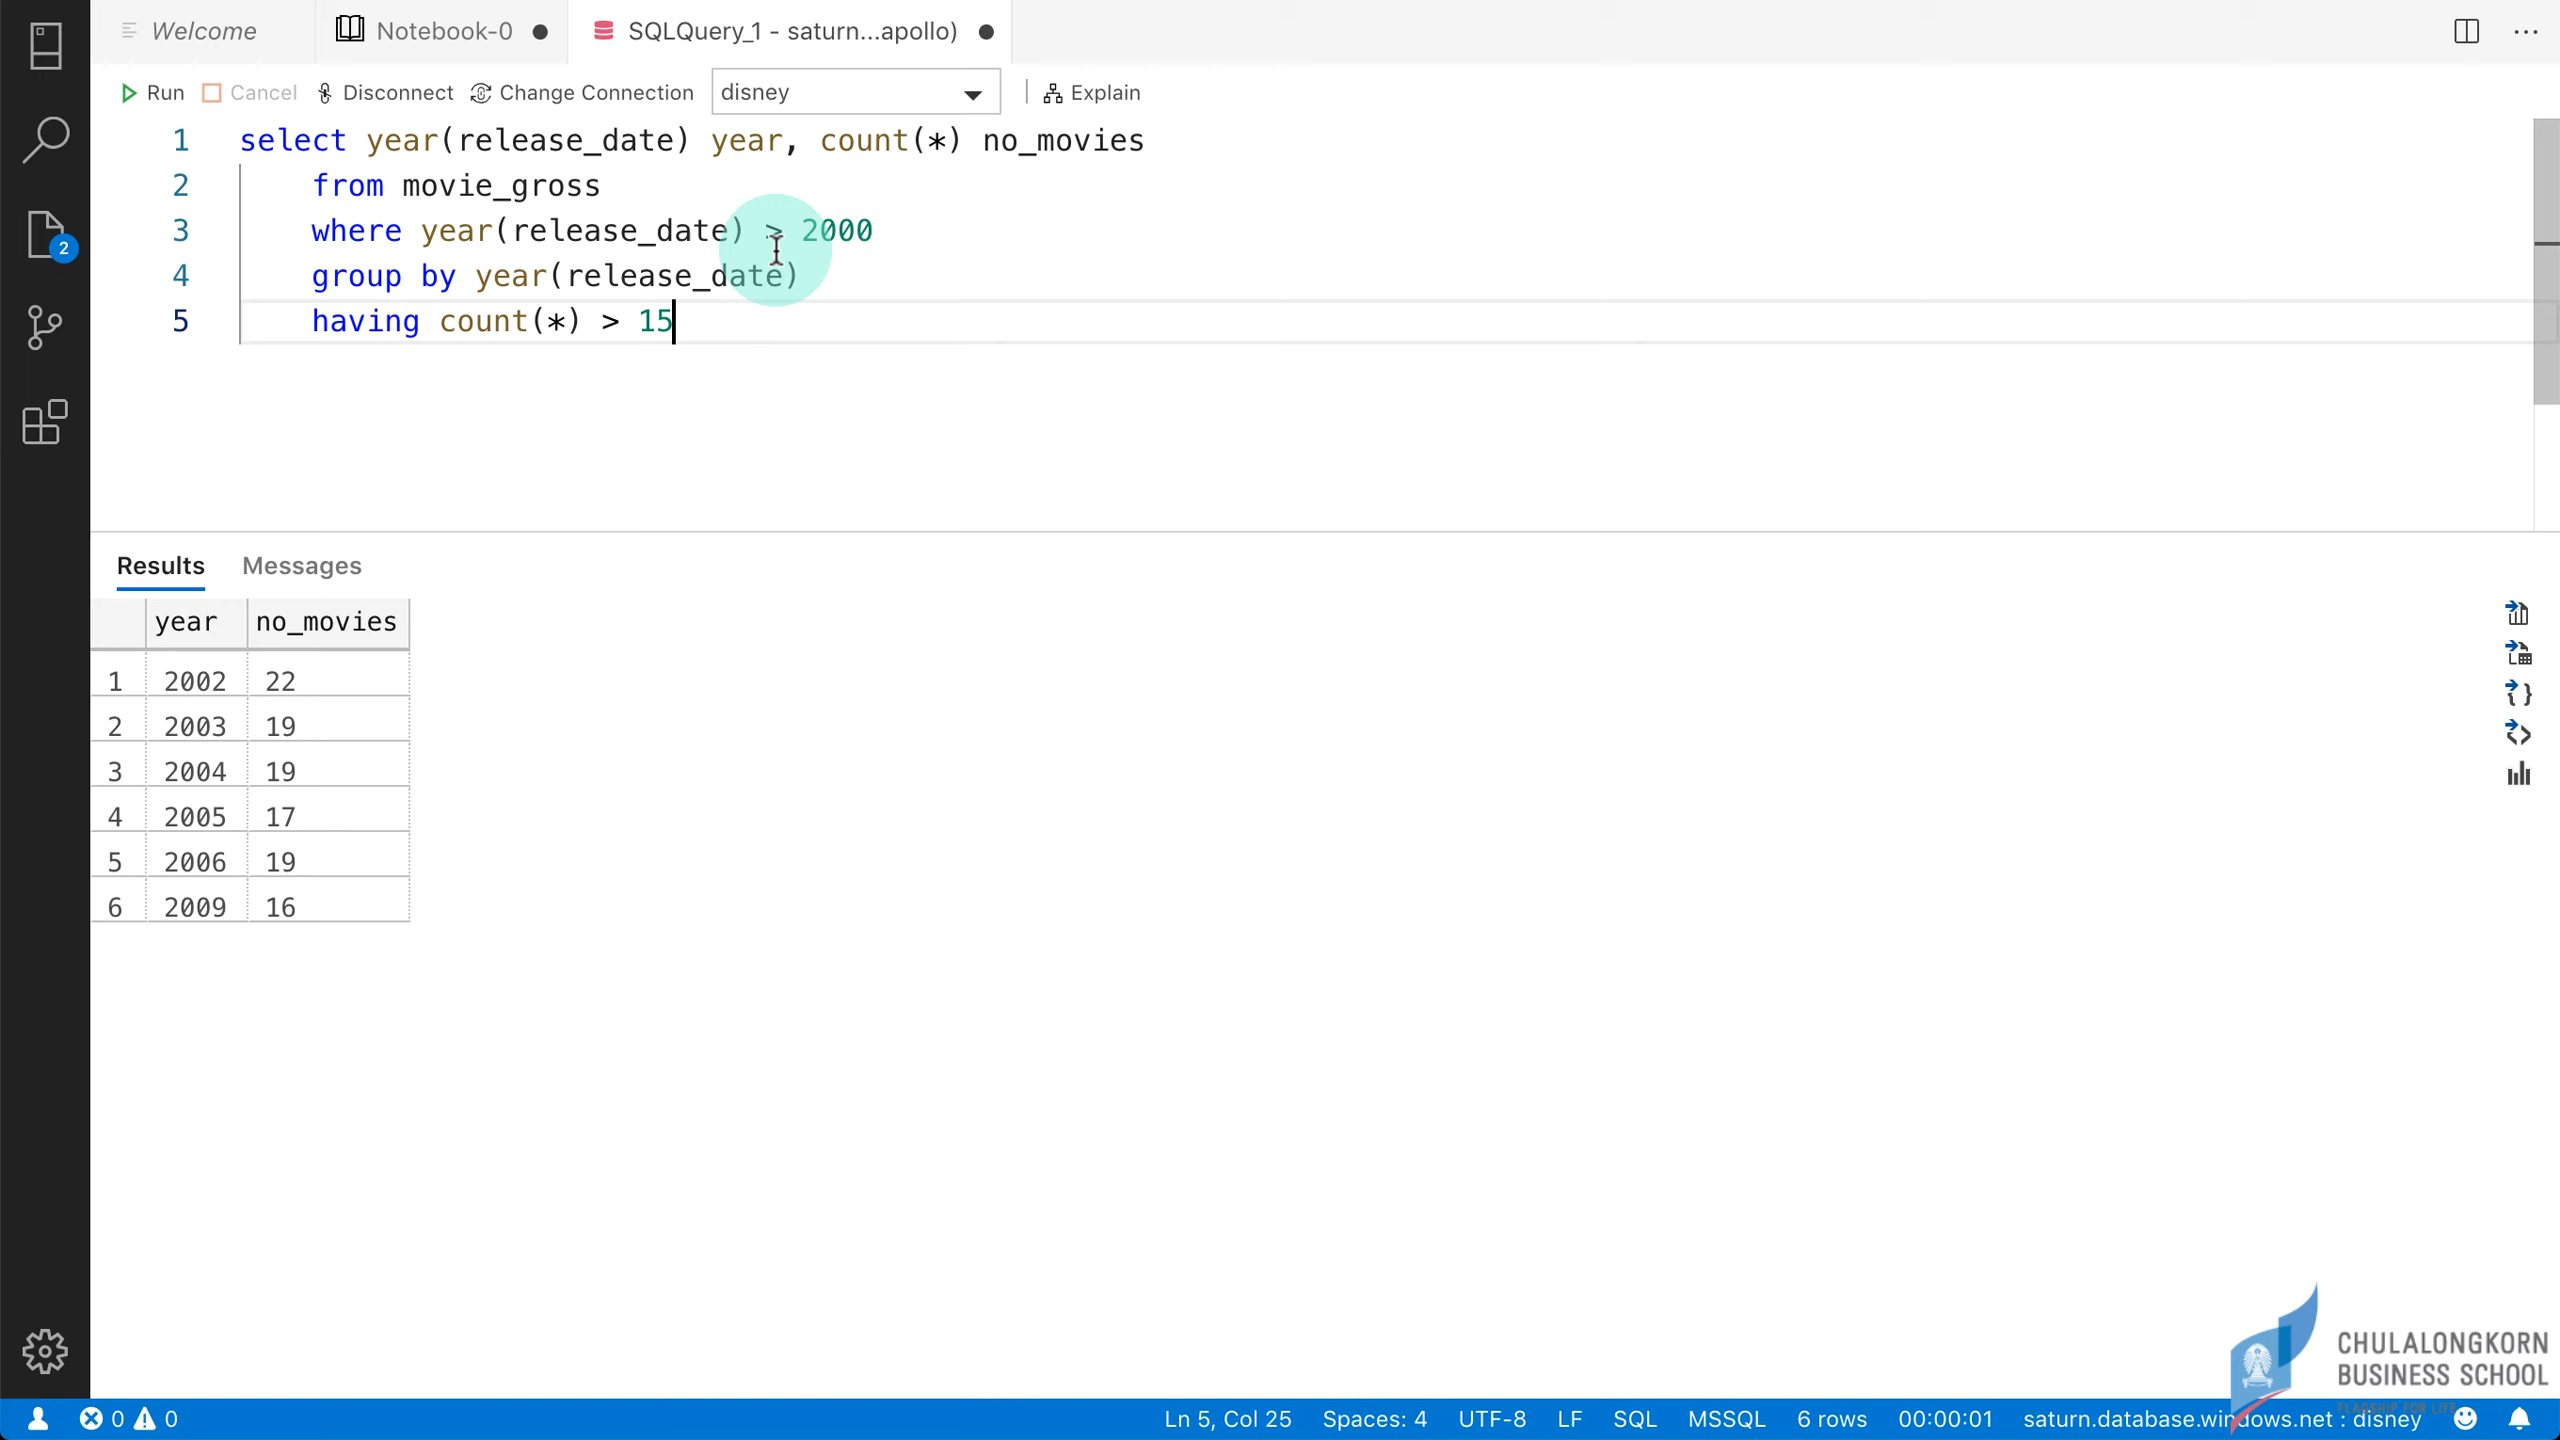 Welcome
Notebook-0
SQLQuery_1 - saturn...apollo)
Run Cancel Disconnect Change Connection disney Explain
1 select year(release_date) year, count(*) no_movies
2 from movie_gross
3 where year(release_date) > 2000
4 group by year(release_date)
5 having count(*) > 15
2
Results Messages
year no_movies
1 2002 22
2 2003 19
3 2004 19
4 2005 17
5 2006 19
6 2009 16
CHULALONGKORN
BUSINESS SCHOOL
FLAGSHIP FOR LIFE
0 0 Ln 5, Col 25 Spaces: 4 UTF-8 LF SQL MSSQL 6 rows 00:00:01 saturn.database.windows.net : disney